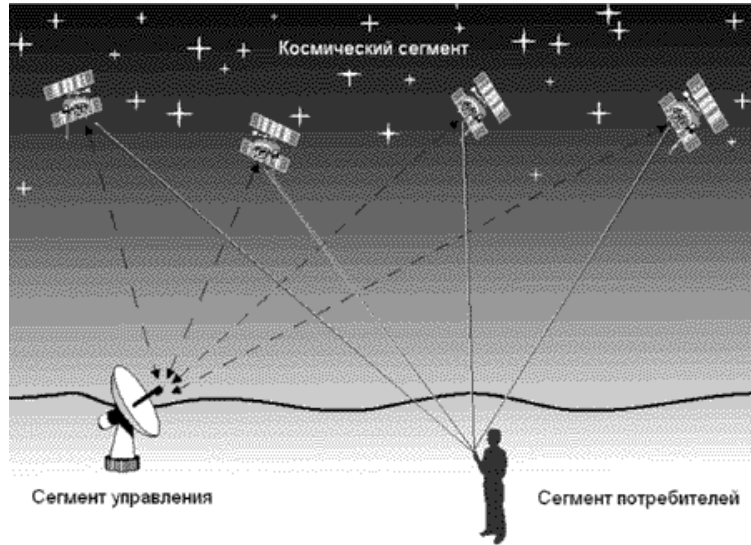 Космический сегмент
Сегмент управления
Сегмент потребителей